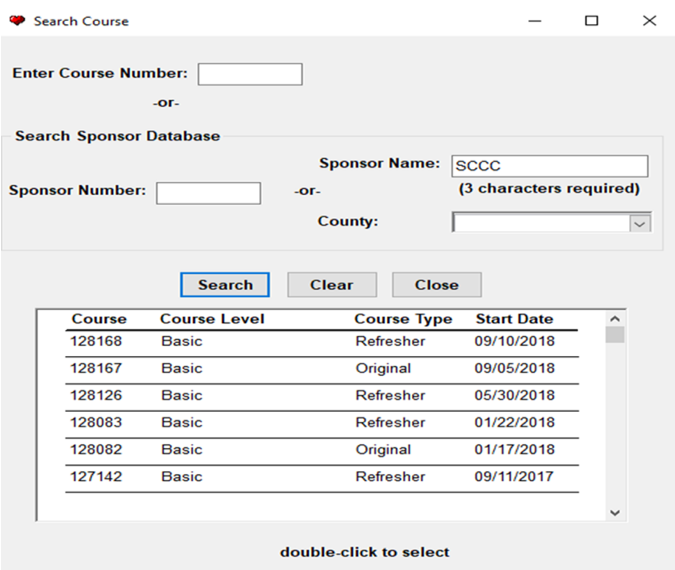 Search Course
Enter Course Number:
-or-
Search Sponsor Database
Sponsor Name: SCCC
(3 characters required)
Sponsor Number:
-or-
County:
Search Clear Close
Course Course Level Course Type Start Date
128168 Basic Refresher 09/10/2018
128167 Basic Original 09/05/2018
128126 Basic Refresher 05/30/2018
128083 Basic Refresher 01/22/2018
128082 Basic Original 01/17/2018
127142 Basic Refresher 09/11/2017
double-click to select